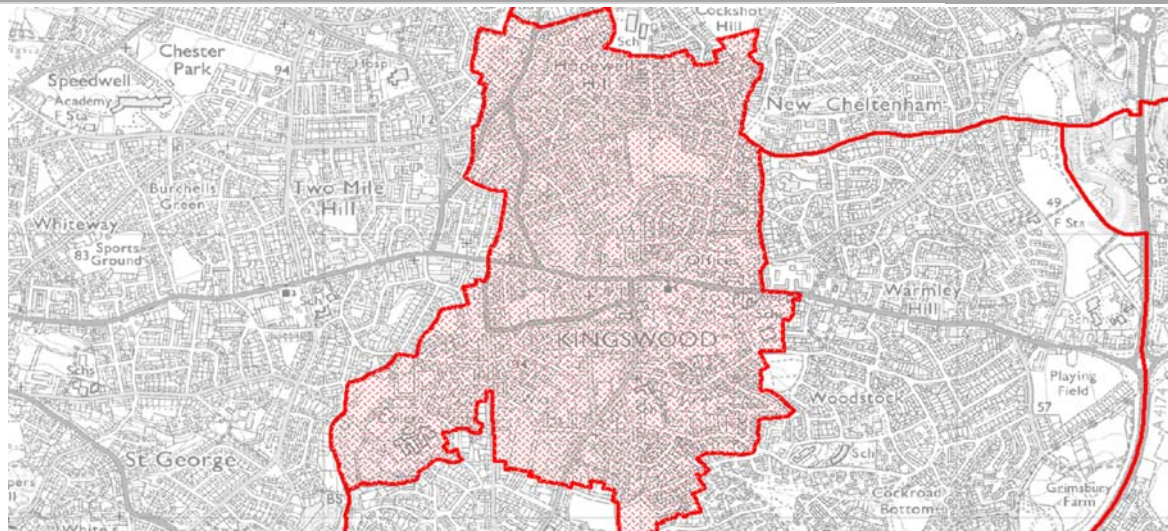 Cockshot
Hill
Sch
Chester
Park
94
Hosp
Speedwell
Academy
F Sta
Hopewell
Hill
New Cheltenham
Two Mile
Hill
Burchells
Green
Whiteway
83 Sports
Ground
49
F Sta
Office
Sch
Warmley
Hill
KINGSWOOD
Schs
College
Playing
Field
57
Woodstock
St George
Sch
Cockroad
Bottom
Grimsbury
Farm